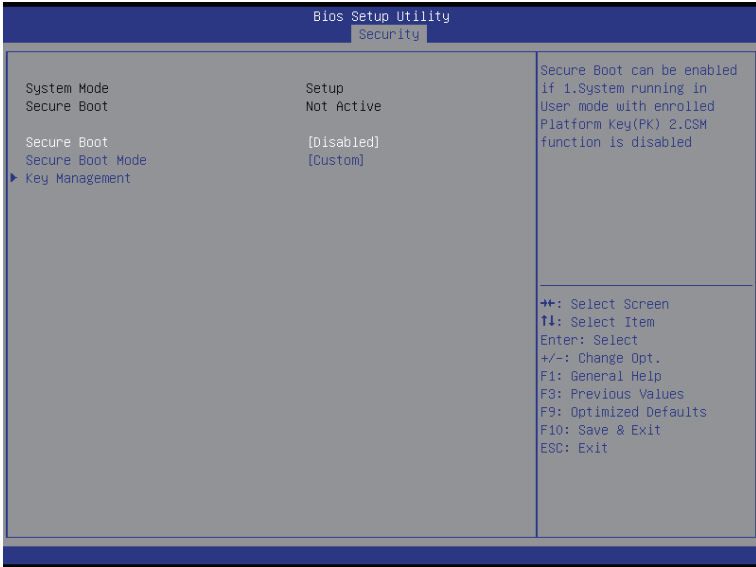 Bios Setup Utility
Security
System Mode Setup
Secure Boot Not Active
Secure Boot [Disabled]
Secure Boot Mode [Custom]
Key Management
Secure Boot can be enabled
if 1.System running in
User mode with enrolled
Platform Key(PK) 2.CSM
function is disabled
→←: Select Screen
↑↓: Select Item
Enter: Select
+/-: Change Opt.
F1: General Help
F3: Previous Values
F9: Optimized Defaults
F10: Save & Exit
ESC: Exit